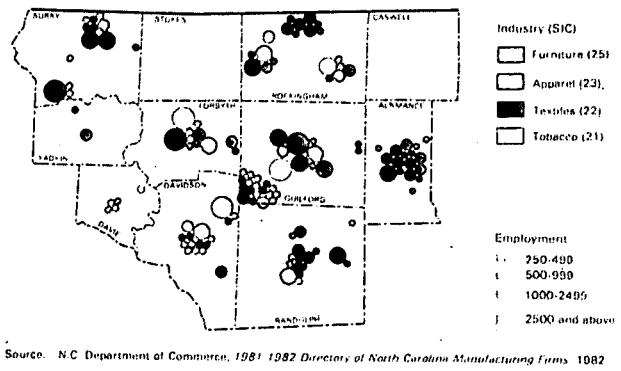 SURRY
STOKES
CASWELL
ROCKINGHAM
FORSYTH
ALAMANCE
YADKIN
DAVIDSON
GUILFORD
DAVIE
RANDOLPH
Industry (SIC)
Furniture (25)
Apparel (23)
Textiles (22)
Tobacco (21)
Employment
250-499
500-999
1000-2499
2500 and above
Source. N.C. Department of Commerce, 1981-1982 Directory of North Carolina Manufacturing Firms. 1982